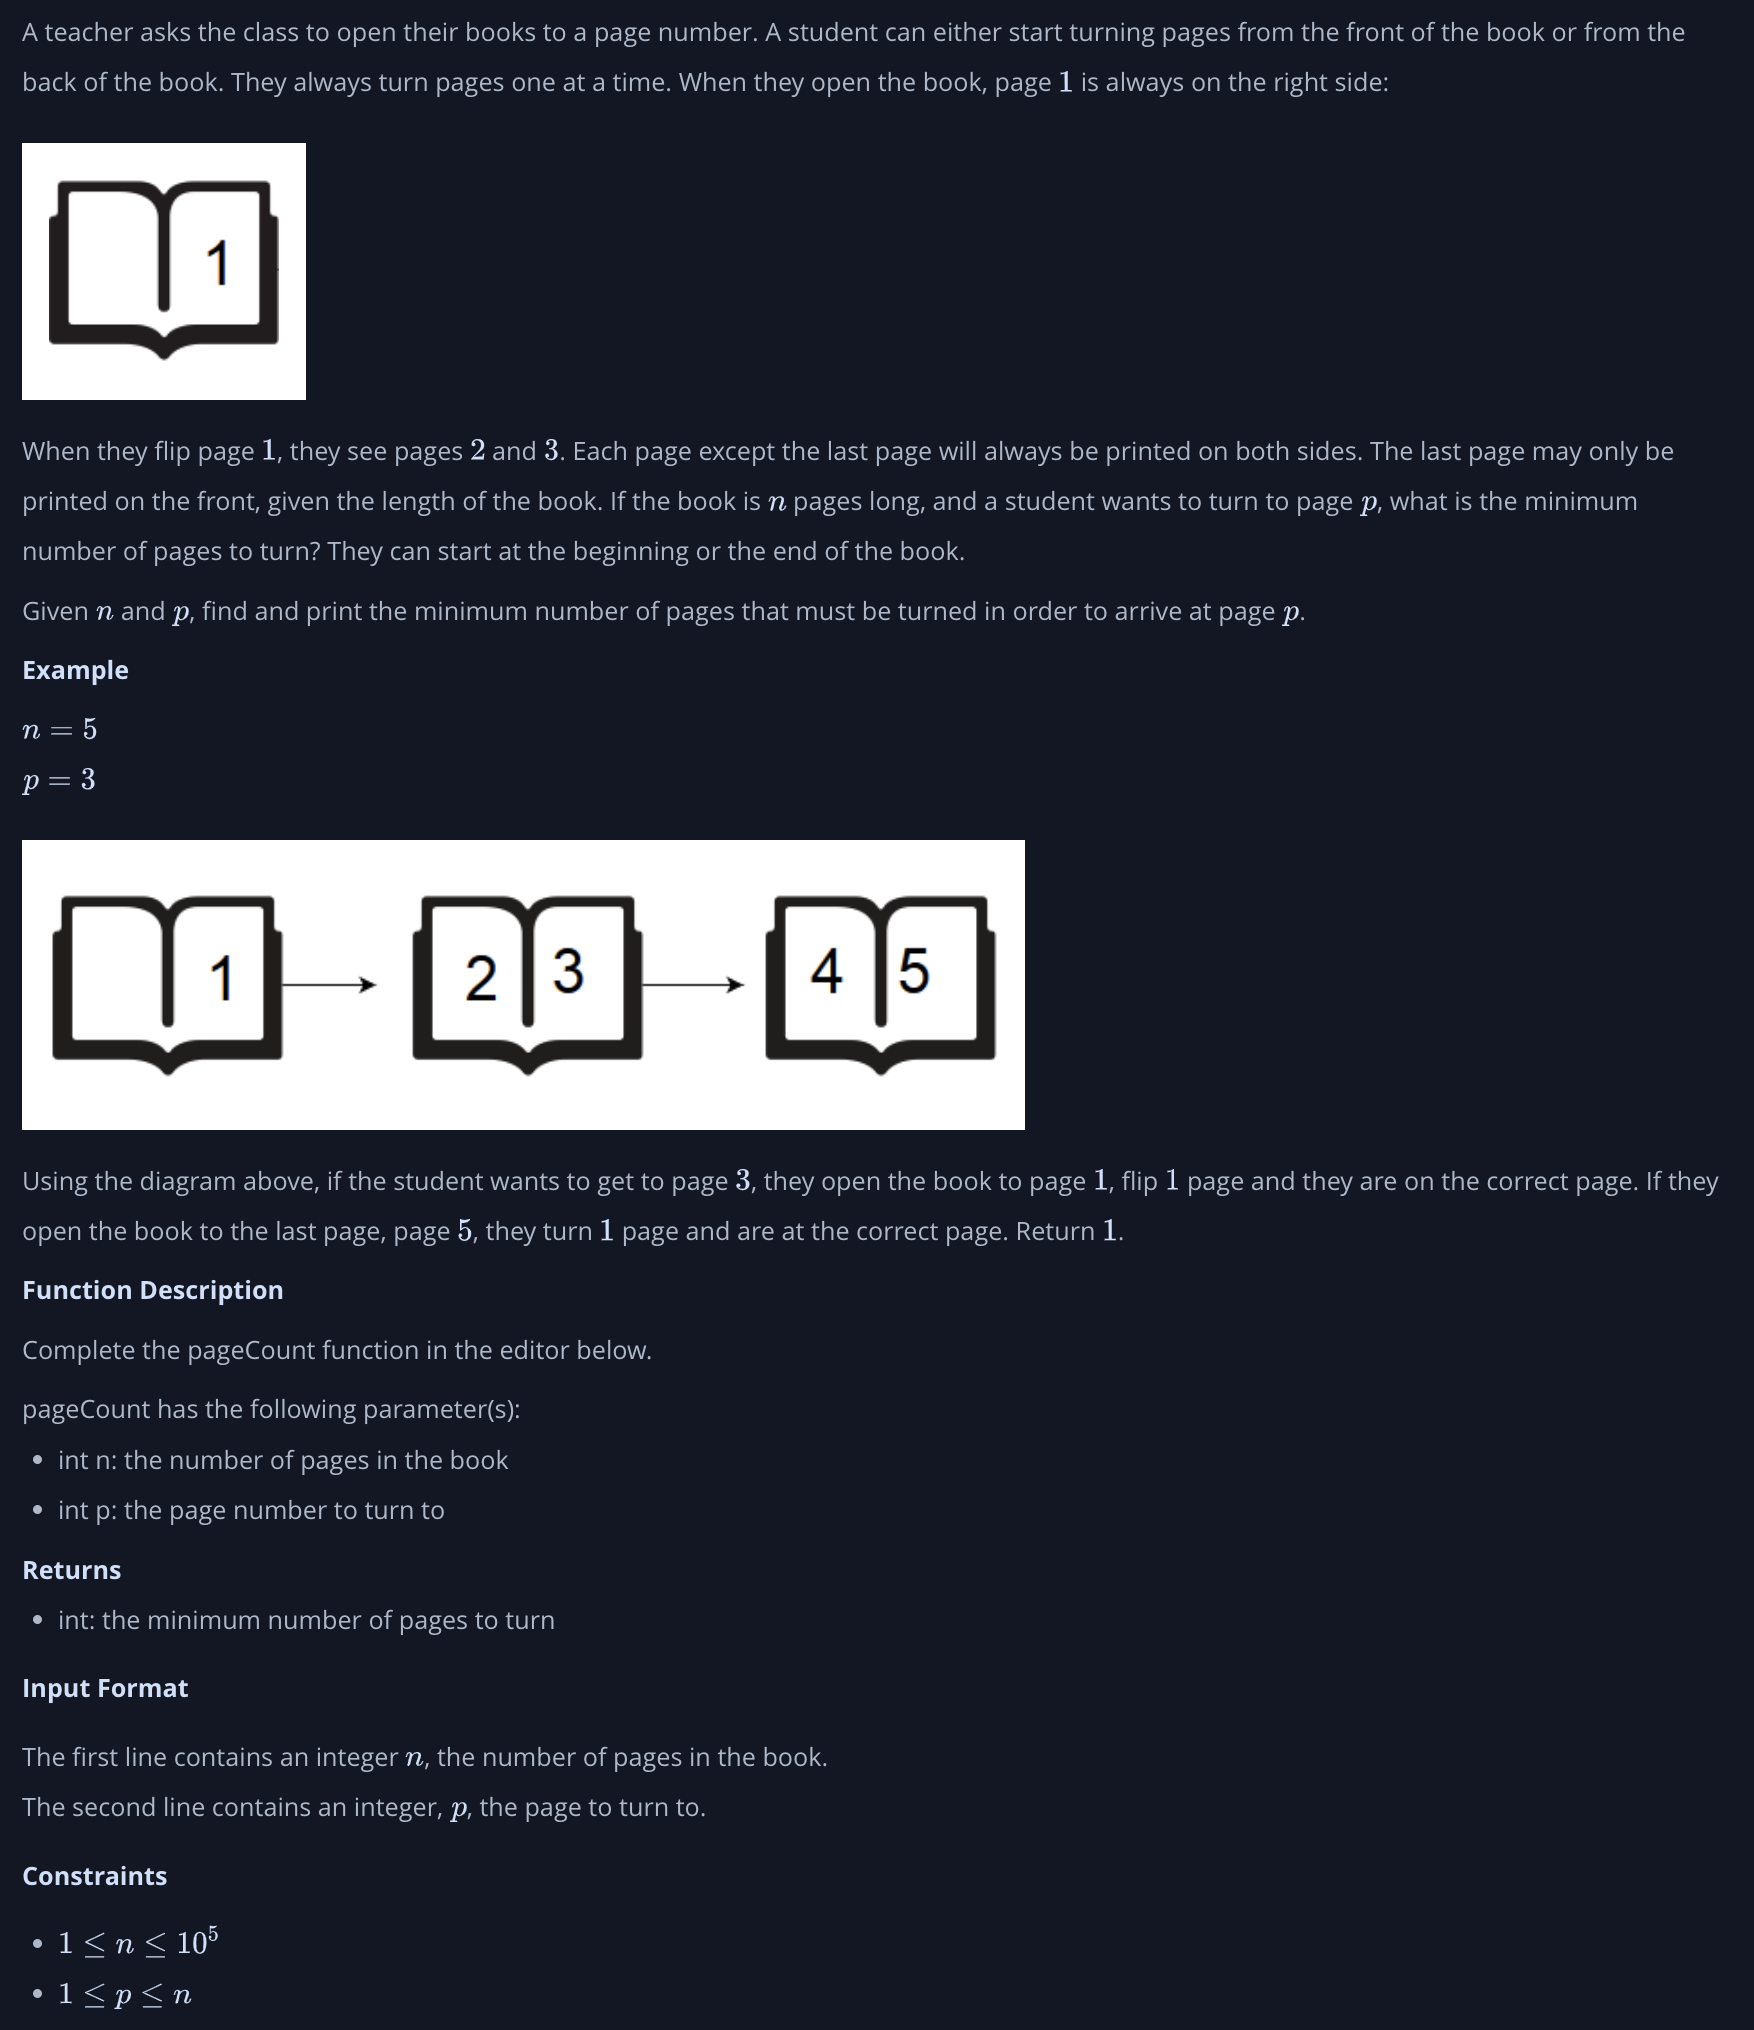 A teacher asks the class to open their books to a page number. A student can either start turning pages from the front of the book or from the
back of the book. They always turn pages one at a time. When they open the book, page 1 is always on the right side:
1
When they flip page 1, they see pages 2 and 3. Each page except the last page will always be printed on both sides. The last page may only be
printed on the front, given the length of the book. If the book is n pages long, and a student wants to turn to page p, what is the minimum
number of pages to turn? They can start at the beginning or the end of the book.
Given n and p, find and print the minimum number of pages that must be turned in order to arrive at page p.
Example
n = 5
p = 3
1 2 3 4 5
Using the diagram above, if the student wants to get to page 3, they open the book to page 1, flip 1 page and they are on the correct page. If they
open the book to the last page, page 5, they turn 1 page and are at the correct page. Return 1.
Function Description
Complete the pageCount function in the editor below.
pageCount has the following parameter(s):
• int n: the number of pages in the book
• int p: the page number to turn to
Returns
• int: the minimum number of pages to turn
Input Format
The first line contains an integer n, the number of pages in the book.
The second line contains an integer, p, the page to turn to.
Constraints
• 1 ≤ n ≤ 10⁵
• 1 ≤ p ≤ n